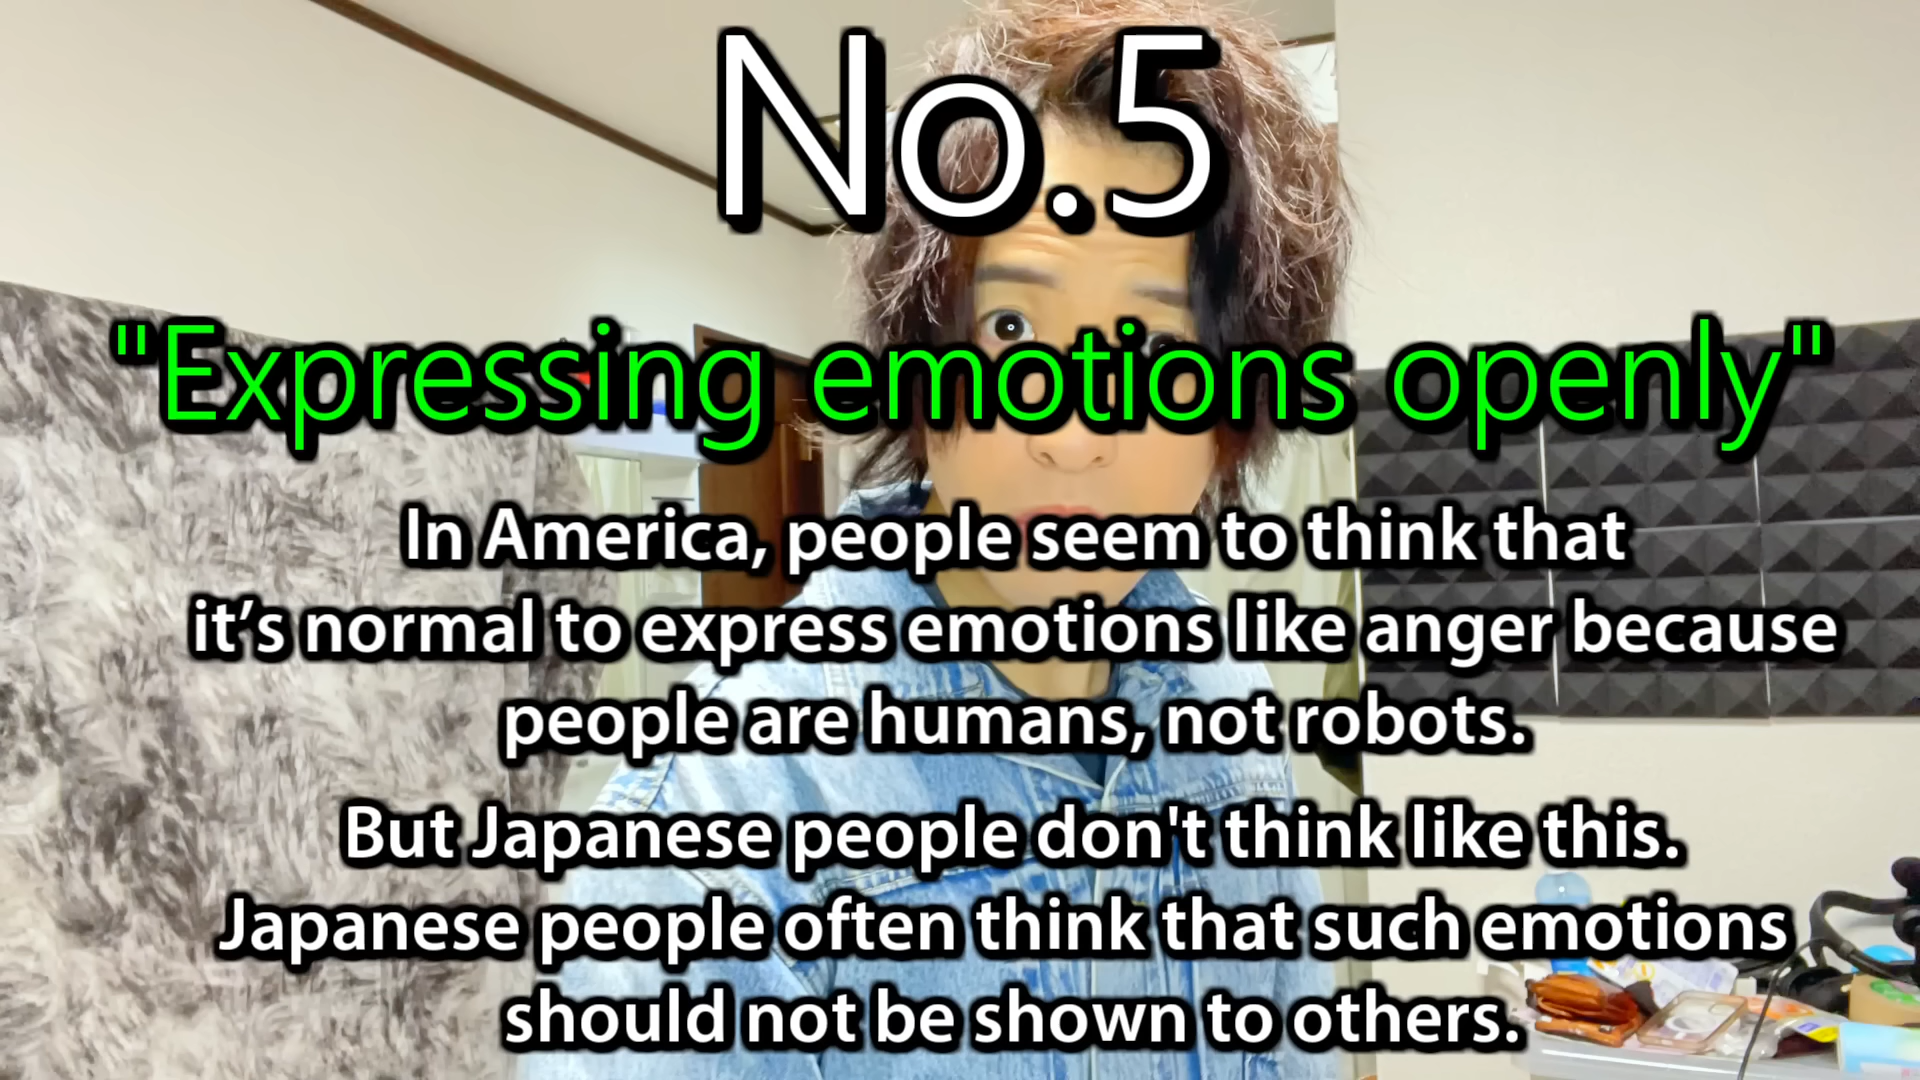 No.5
"Expressing emotions openly"
In America, people seem to think that
it’s normal to express emotions like anger because
people are humans, not robots.
But Japanese people don't think like this.
Japanese people often think that such emotions
should not be shown to others.